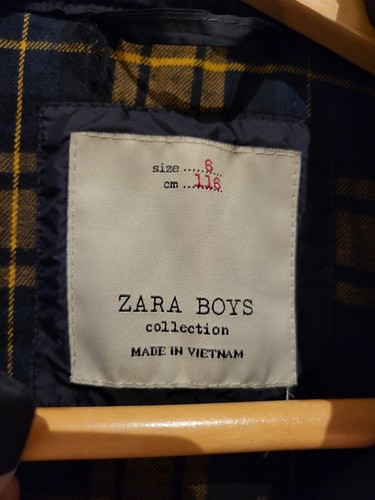 size ..... 6 ...
cm ... 116
ZARA BOYS
collection
MADE IN VIETNAM